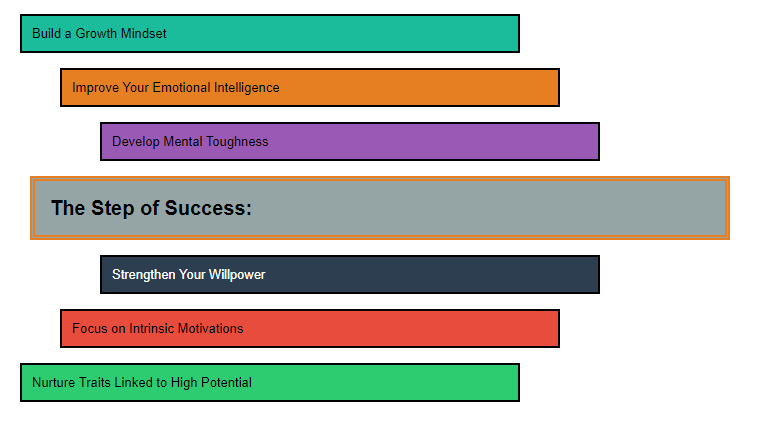 Build a Growth Mindset
Improve Your Emotional Intelligence
Develop Mental Toughness
The Step of Success:
Strengthen Your Willpower
Focus on Intrinsic Motivations
Nurture Traits Linked to High Potential